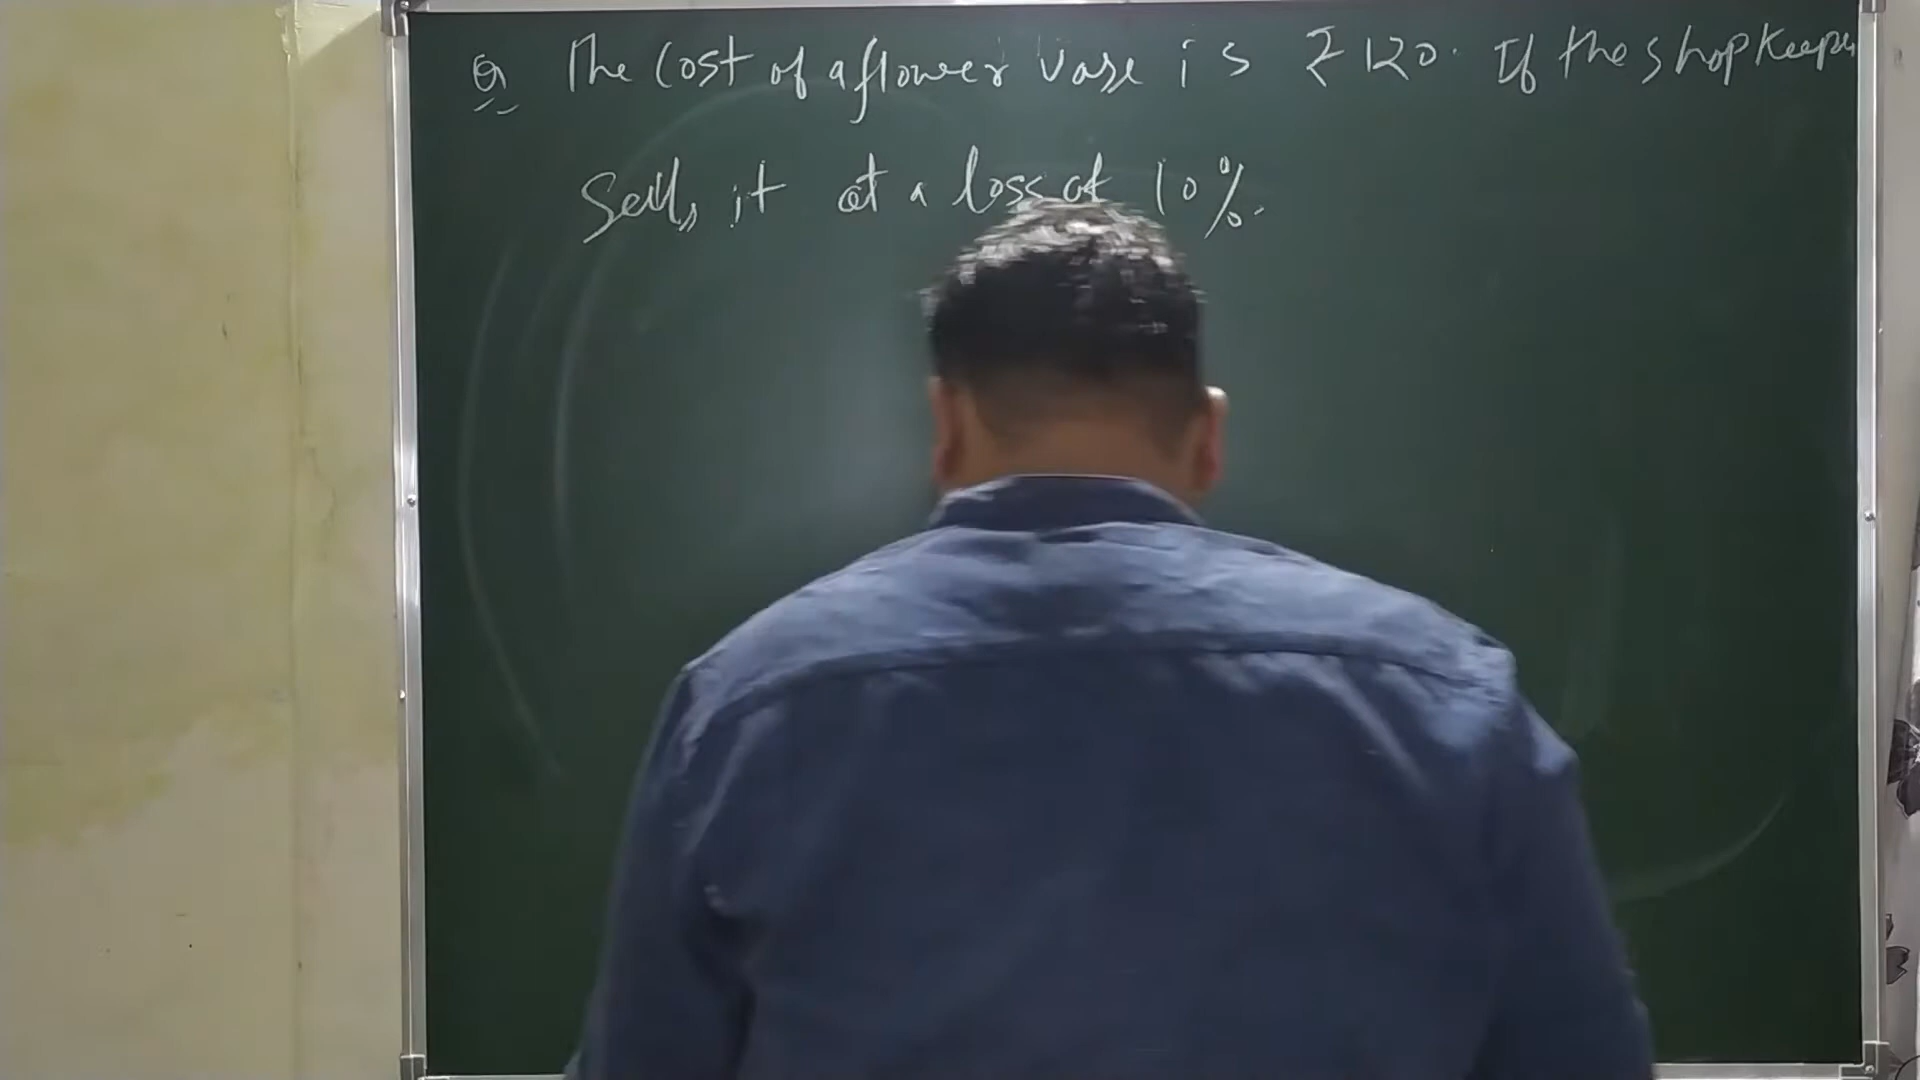 Q The Cost of a flower vase is ₹ 120. If the shopkeeper
Sells it at a loss of 10%.